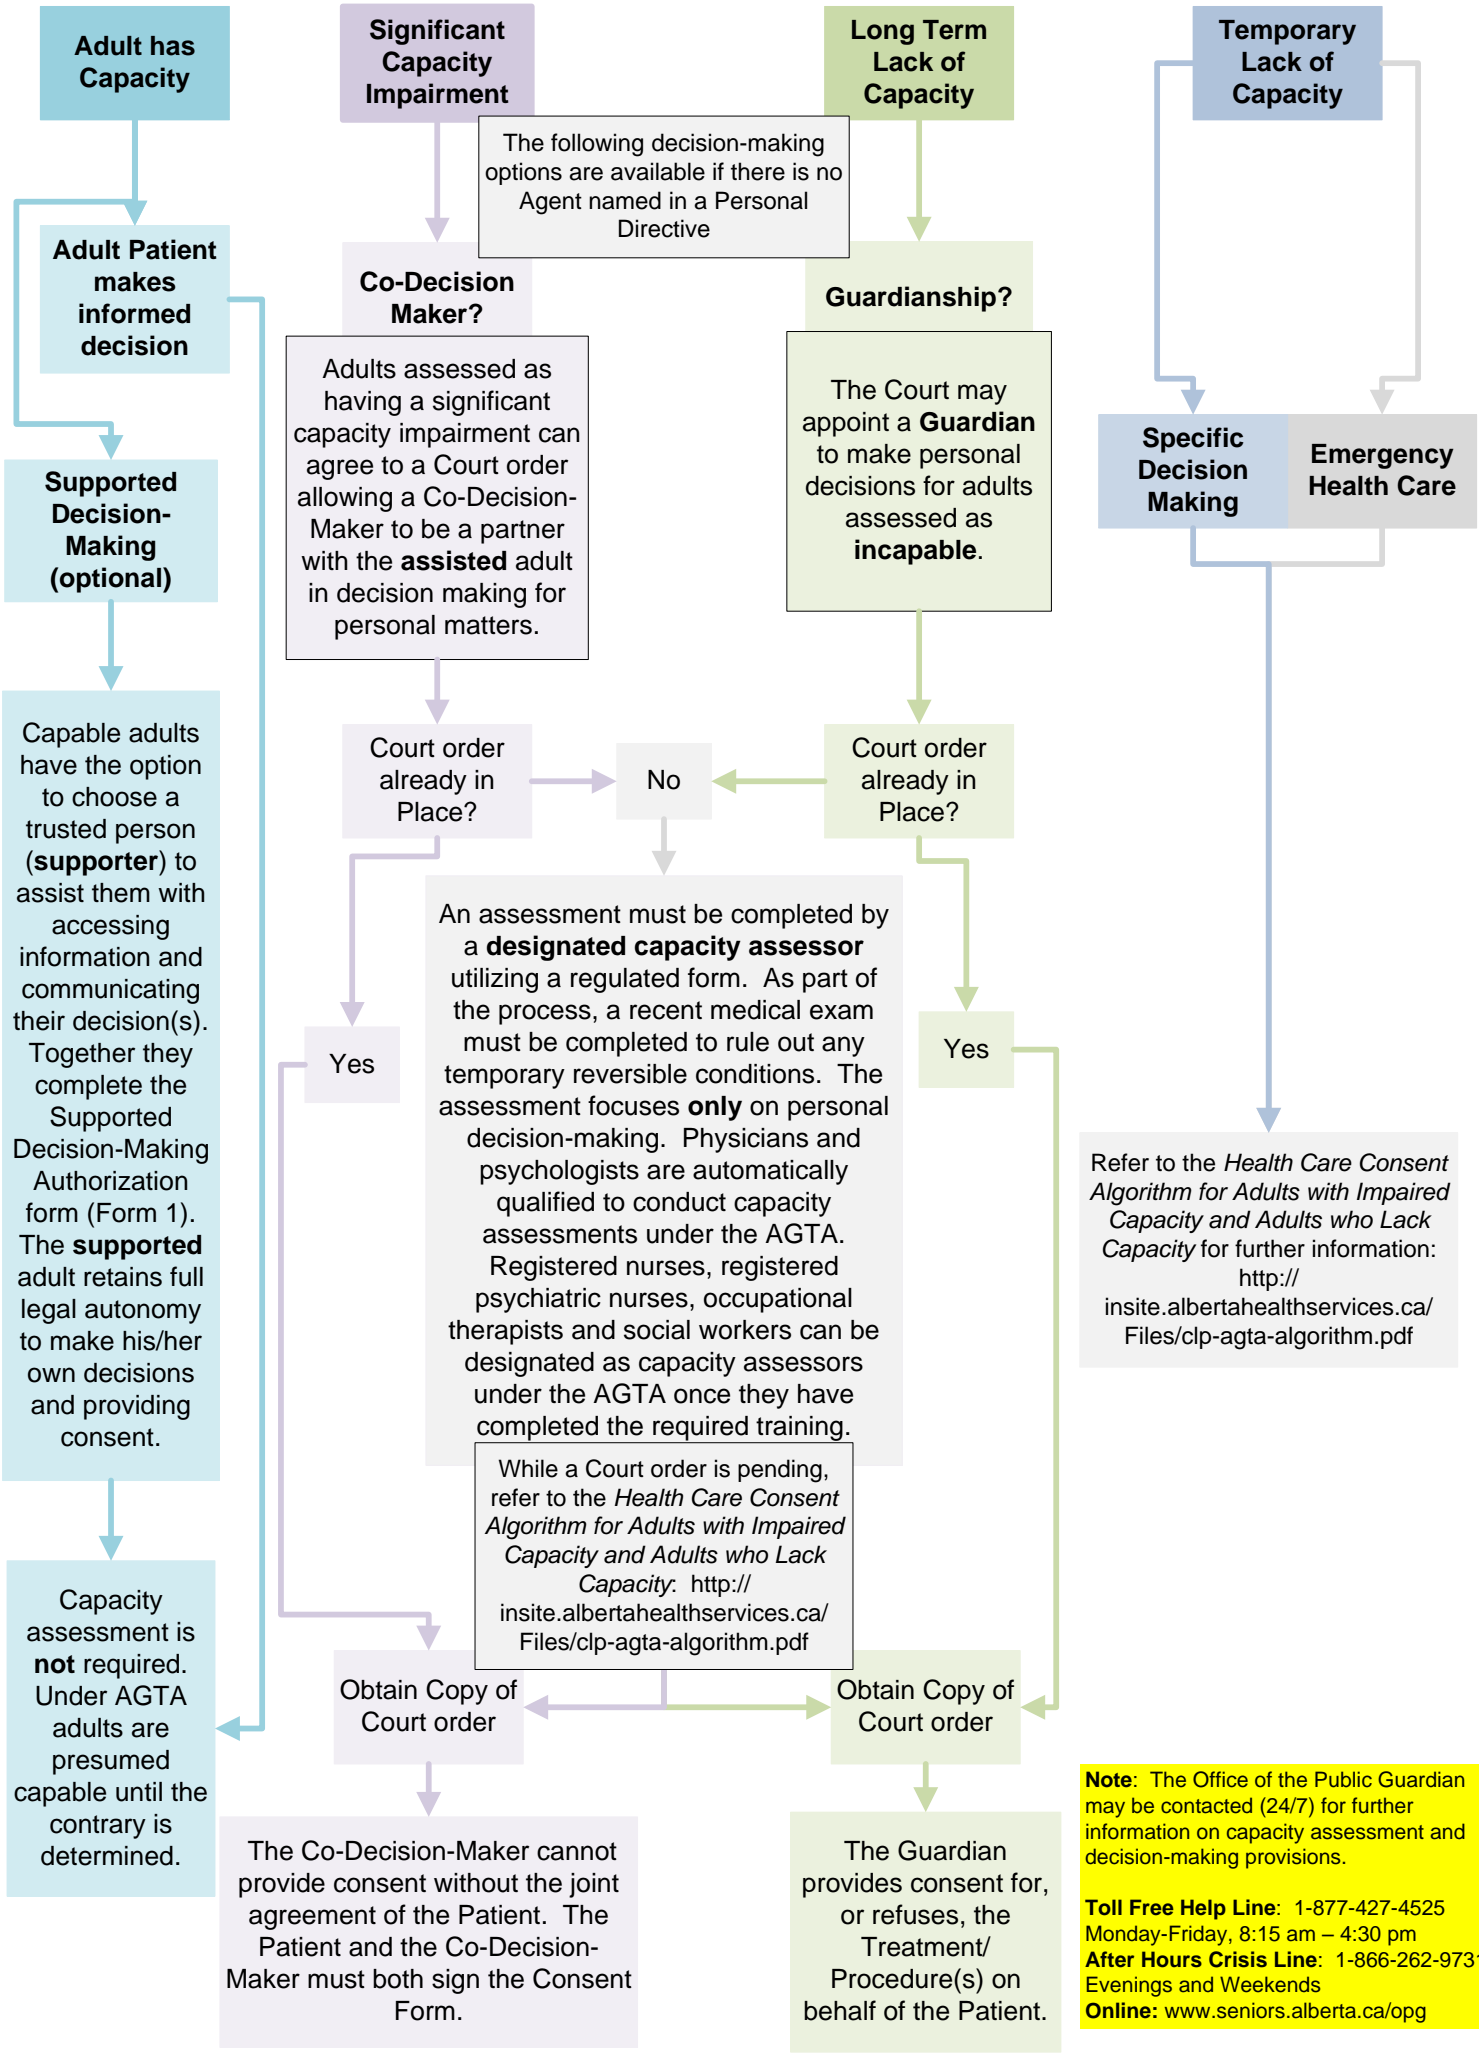 Adult has
Capacity
Significant
Capacity
Impairment
Long Term
Lack of
Capacity
Temporary
Lack of
Capacity
The following decision-making
options are available if there is no
Agent named in a Personal
Directive
Adult Patient
makes
informed
decision
Co-Decision
Maker?
Guardianship?
Adults assessed as
having a significant
capacity impairment can
agree to a Court order
allowing a Co-Decision-
Maker to be a partner
with the assisted adult
in decision making for
personal matters.
The Court may
appoint a Guardian
to make personal
decisions for adults
assessed as
incapable.
Specific
Decision
Making
Emergency
Health Care
Supported
Decision-
Making
(optional)
Capable adults
have the option
to choose a
trusted person
(supporter) to
assist them with
accessing
information and
communicating
their decision(s).
Together they
complete the
Supported
Decision-Making
Authorization
form (Form 1).
The supported
adult retains full
legal autonomy
to make his/her
own decisions
and providing
consent.
Court order
already in
Place?
No
Court order
already in
Place?
An assessment must be completed by
a designated capacity assessor
utilizing a regulated form.  As part of
the process, a recent medical exam
must be completed to rule out any
temporary reversible conditions.  The
assessment focuses only on personal
decision-making.  Physicians and
psychologists are automatically
qualified to conduct capacity
assessments under the AGTA.
Registered nurses, registered
psychiatric nurses, occupational
therapists and social workers can be
designated as capacity assessors
under the AGTA once they have
completed the required training.
Yes
Yes
Refer to the Health Care Consent
Algorithm for Adults with Impaired
Capacity and Adults who Lack
Capacity for further information:
http://
insite.albertahealthservices.ca/
Files/clp-agta-algorithm.pdf
While a Court order is pending,
refer to the Health Care Consent
Algorithm for Adults with Impaired
Capacity and Adults who Lack
Capacity:  http://
insite.albertahealthservices.ca/
Files/clp-agta-algorithm.pdf
Capacity
assessment is
not required.
Under AGTA
adults are
presumed
capable until the
contrary is
determined.
Obtain Copy of
Court order
Obtain Copy of
Court order
The Co-Decision-Maker cannot
provide consent without the joint
agreement of the Patient.  The
Patient and the Co-Decision-
Maker must both sign the Consent
Form.
The Guardian
provides consent for,
or refuses, the
Treatment/
Procedure(s) on
behalf of the Patient.
Note:  The Office of the Public Guardian
may be contacted (24/7) for further
information on capacity assessment and
decision-making provisions.
Toll Free Help Line:  1-877-427-4525
Monday-Friday, 8:15 am – 4:30 pm
After Hours Crisis Line:  1-866-262-9731
Evenings and Weekends
Online: www.seniors.alberta.ca/opg